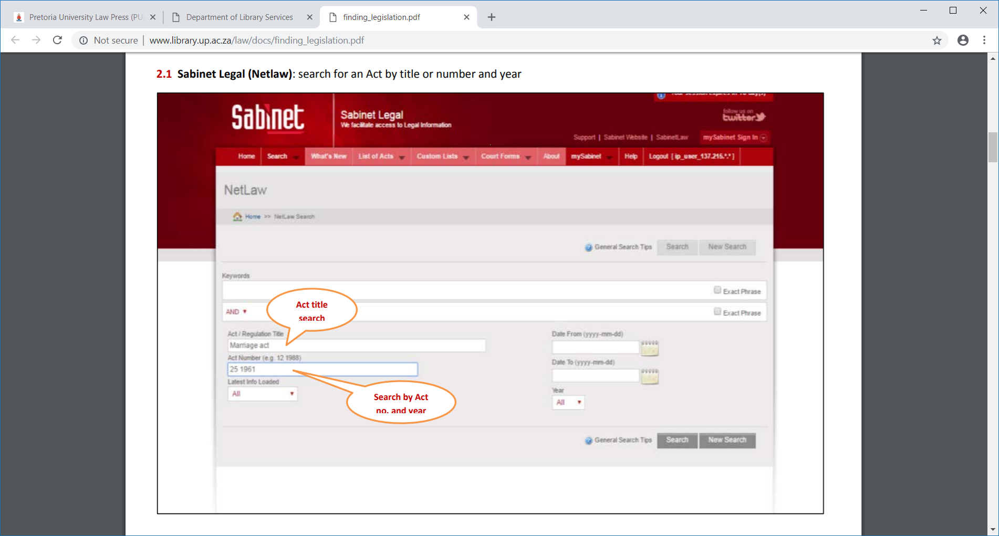 Pretoria University Law Press (PU
Department of Library Services
finding_legislation.pdf
Not secure | www.library.up.ac.za/law/docs/finding_legislation.pdf
2.1 Sabinet Legal (Netlaw): search for an Act by title or number and year
Sabinet
Sabinet Legal
We facilitate access to Legal Information
follow us on
twitter
Support | Sabinet Website | SabinetLaw
mySabinet Sign In
Home Search What's New List of Acts Custom Lists Court Forms About mySabinet Help Logout [ ip_user_137.215.*.* ]
NetLaw
Home >> NetLaw Search
General Search Tips Search New Search
Keywords
Exact Phrase
AND
Exact Phrase
Act title
search
Act / Regulation Title
Marriage act
Act Number (e.g. 12 1988)
25 1961
Latest Info Loaded
All
Search by Act
no. and year
Date From (yyyy-mm-dd)
Date To (yyyy-mm-dd)
Year
All
General Search Tips Search New Search